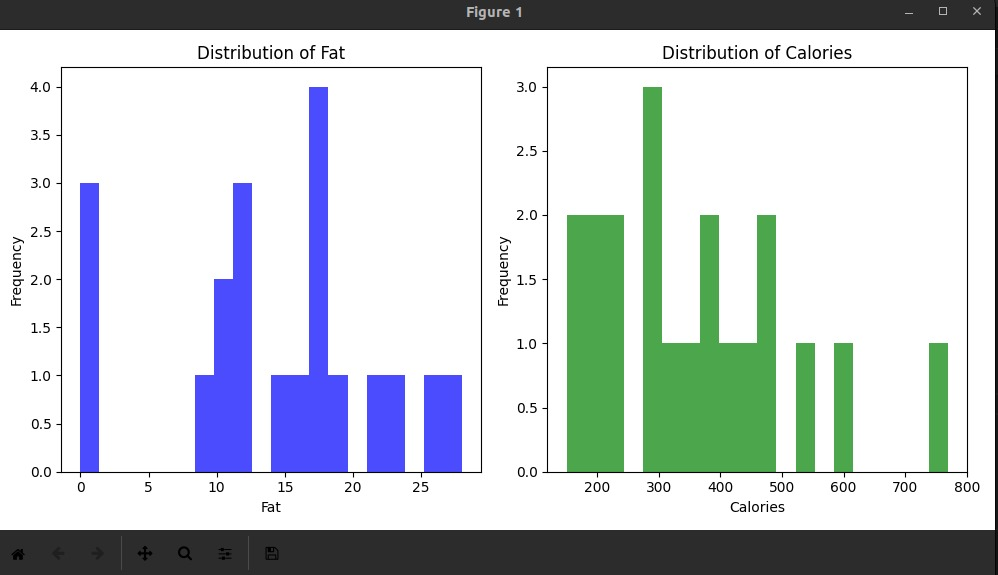 Figure 1
Distribution of Fat
4.0
3.5
3.0
2.5
2.0
1.5
1.0
0.5
0.0
Frequency
0 5 10 15 20 25
Fat
Distribution of Calories
3.0
2.5
2.0
1.5
1.0
0.5
0.0
Frequency
200 300 400 500 600 700 800
Calories